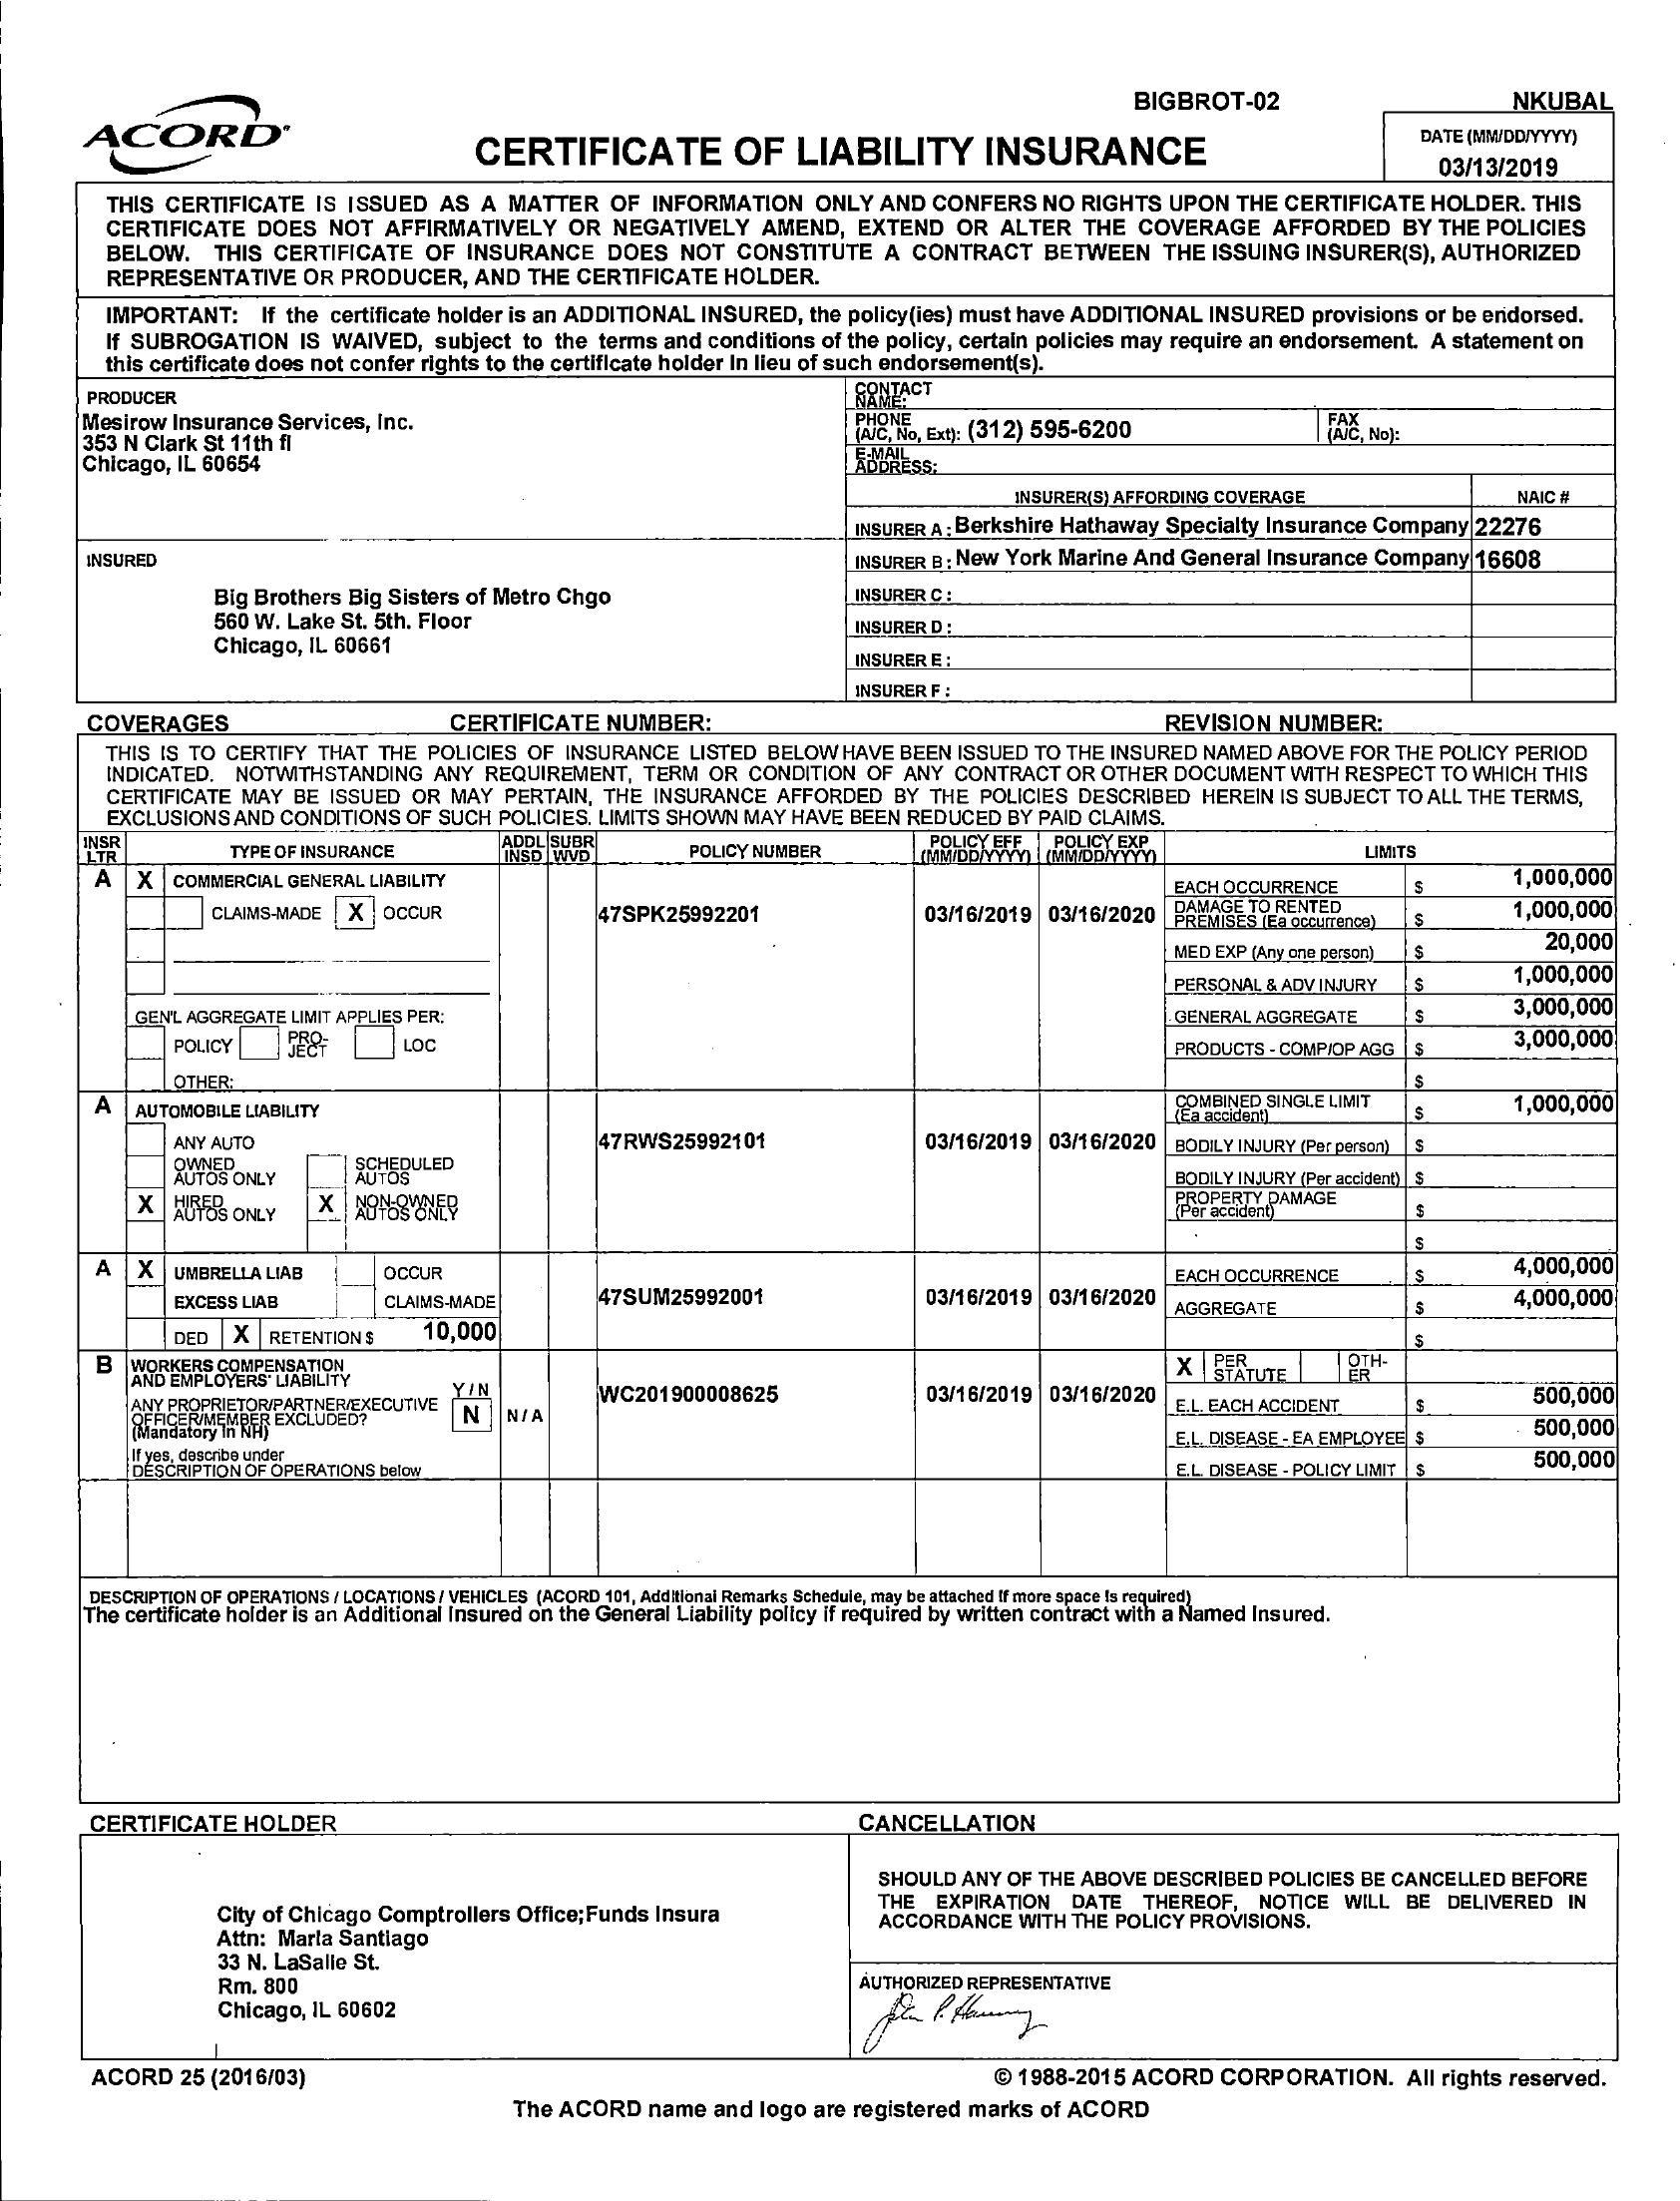 BIGBROT-02 NKUBAL
ACORD
CERTIFICATE OF LIABILITY INSURANCE
DATE (MM/DD/YYYY)
03/13/2019
THIS CERTIFICATE IS ISSUED AS A MATTER OF INFORMATION ONLY AND CONFERS NO RIGHTS UPON THE CERTIFICATE HOLDER. THIS
CERTIFICATE DOES NOT AFFIRMATIVELY OR NEGATIVELY AMEND, EXTEND OR ALTER THE COVERAGE AFFORDED BY THE POLICIES
BELOW. THIS CERTIFICATE OF INSURANCE DOES NOT CONSTITUTE A CONTRACT BETWEEN THE ISSUING INSURER(S), AUTHORIZED
REPRESENTATIVE OR PRODUCER, AND THE CERTIFICATE HOLDER.
IMPORTANT: If the certificate holder is an ADDITIONAL INSURED, the policy(ies) must have ADDITIONAL INSURED provisions or be endorsed.
If SUBROGATION IS WAIVED, subject to the terms and conditions of the policy, certain policies may require an endorsement. A statement on
this certificate does not confer rights to the certificate holder in lieu of such endorsement(s).
PRODUCER
Mesirow Insurance Services, Inc.
353 N Clark St 11th fl
Chicago, IL 60654
CONTACT
NAME:
PHONE
(A/C, No, Ext): (312) 595-6200
FAX
(A/C, No):
E-MAIL
ADDRESS:
INSURER(S) AFFORDING COVERAGE NAIC #
INSURER A : Berkshire Hathaway Specialty Insurance Company 22276
INSURED
Big Brothers Big Sisters of Metro Chgo
560 W. Lake St. 5th. Floor
Chicago, IL 60661
INSURER B : New York Marine And General Insurance Company 16608
INSURER C :
INSURER D :
INSURER E :
INSURER F :
COVERAGES CERTIFICATE NUMBER: REVISION NUMBER:
THIS IS TO CERTIFY THAT THE POLICIES OF INSURANCE LISTED BELOW HAVE BEEN ISSUED TO THE INSURED NAMED ABOVE FOR THE POLICY PERIOD
INDICATED. NOTWITHSTANDING ANY REQUIREMENT, TERM OR CONDITION OF ANY CONTRACT OR OTHER DOCUMENT WITH RESPECT TO WHICH THIS
CERTIFICATE MAY BE ISSUED OR MAY PERTAIN, THE INSURANCE AFFORDED BY THE POLICIES DESCRIBED HEREIN IS SUBJECT TO ALL THE TERMS,
EXCLUSIONS AND CONDITIONS OF SUCH POLICIES. LIMITS SHOWN MAY HAVE BEEN REDUCED BY PAID CLAIMS.
INSR
LTR
TYPE OF INSURANCE
ADDL SUBR
INSD WVD
POLICY NUMBER
POLICY EFF
(MM/DD/YYYY)
POLICY EXP
(MM/DD/YYYY)
LIMITS
A X COMMERCIAL GENERAL LIABILITY
CLAIMS-MADE X OCCUR
47SPK25992201 03/16/2019 03/16/2020
EACH OCCURRENCE $ 1,000,000
DAMAGE TO RENTED
PREMISES (Ea occurrence) $ 1,000,000
MED EXP (Any one person) $ 20,000
PERSONAL & ADV INJURY $ 1,000,000
GEN'L AGGREGATE LIMIT APPLIES PER:
GENERAL AGGREGATE $ 3,000,000
POLICY PRO-
JECT LOC
PRODUCTS - COMP/OP AGG $ 3,000,000
OTHER: $
A AUTOMOBILE LIABILITY
COMBINED SINGLE LIMIT
(Ea accident) $ 1,000,000
ANY AUTO
47RWS25992101 03/16/2019 03/16/2020
BODILY INJURY (Per person) $
OWNED
AUTOS ONLY
SCHEDULED
AUTOS
BODILY INJURY (Per accident) $
X HIRED
AUTOS ONLY
X NON-OWNED
AUTOS ONLY
PROPERTY DAMAGE
(Per accident) $
$
A X UMBRELLA LIAB OCCUR
EACH OCCURRENCE $ 4,000,000
EXCESS LIAB CLAIMS-MADE
47SUM25992001 03/16/2019 03/16/2020
AGGREGATE $ 4,000,000
DED X RETENTION $ 10,000 $
B WORKERS COMPENSATION
AND EMPLOYERS' LIABILITY
Y / N
X PER
STATUTE
OTH-
ER
ANY PROPRIETOR/PARTNER/EXECUTIVE
OFFICER/MEMBER EXCLUDED?
(Mandatory in NH)
N N / A
WC201900008625 03/16/2019 03/16/2020
E.L. EACH ACCIDENT $ 500,000
E.L. DISEASE - EA EMPLOYEE $ 500,000
If yes, describe under
DESCRIPTION OF OPERATIONS below
E.L. DISEASE - POLICY LIMIT $ 500,000
DESCRIPTION OF OPERATIONS / LOCATIONS / VEHICLES (ACORD 101, Additional Remarks Schedule, may be attached if more space is required)
The certificate holder is an Additional Insured on the General Liability policy if required by written contract with a Named Insured.
CERTIFICATE HOLDER
City of Chicago Comptrollers Office;Funds Insura
Attn: Maria Santiago
33 N. LaSalle St.
Rm. 800
Chicago, IL 60602
CANCELLATION
SHOULD ANY OF THE ABOVE DESCRIBED POLICIES BE CANCELLED BEFORE
THE EXPIRATION DATE THEREOF, NOTICE WILL BE DELIVERED IN
ACCORDANCE WITH THE POLICY PROVISIONS.
AUTHORIZED REPRESENTATIVE
ACORD 25 (2016/03)
© 1988-2015 ACORD CORPORATION. All rights reserved.
The ACORD name and logo are registered marks of ACORD